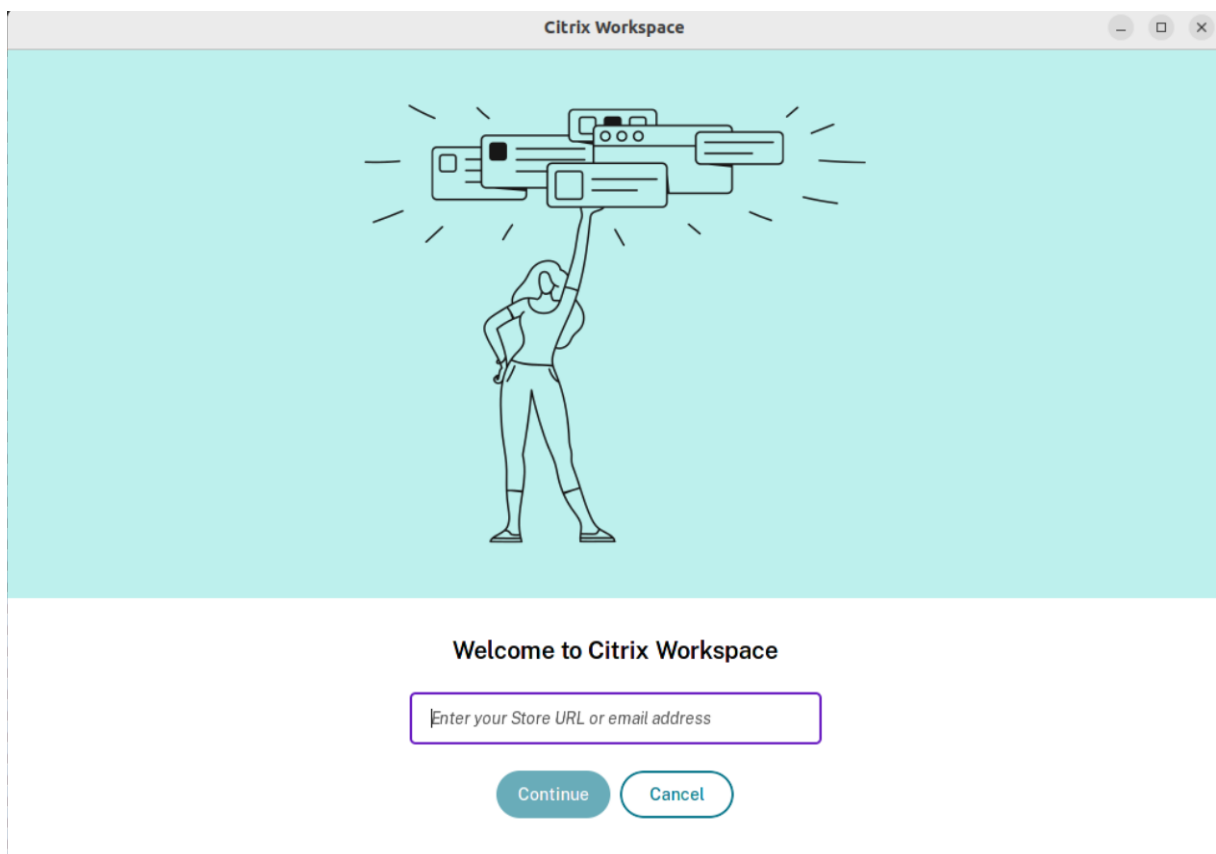 Citrix Workspace
Welcome to Citrix Workspace
Enter your Store URL or email address
Continue Cancel